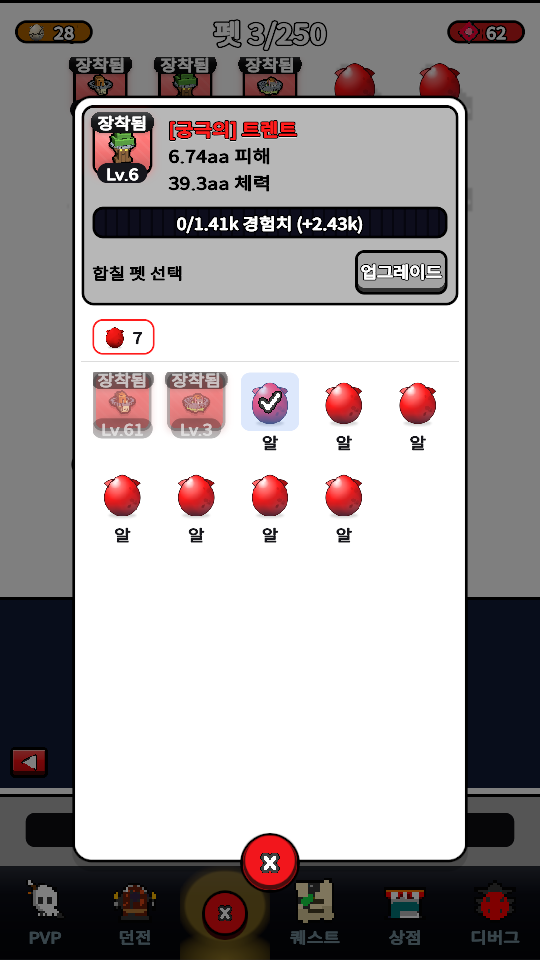 28
펫 3/250
62
장착됨
장착됨
장착됨
장착됨
Lv.6
[궁극의] 트렌트
6.74aa 피해
39.3aa 체력
0/1.41k 경험치 (+2.43k)
합칠 펫 선택
업그레이드
7
장착됨
Lv.61
장착됨
Lv.3
알
알
알
알
알
알
알
PVP
던전
퀘스트
상점
디버그